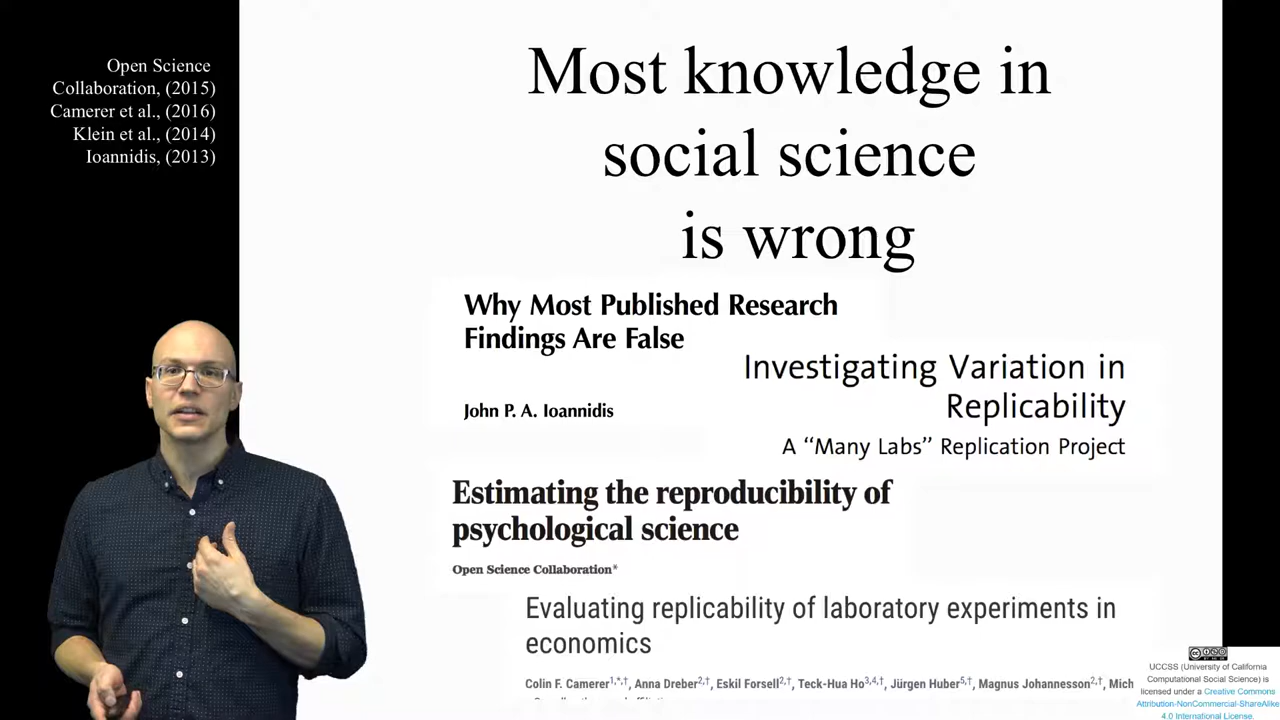 Open Science
Collaboration, (2015)
Camerer et al., (2016)
Klein et al., (2014)
Ioannidis, (2013)
Most knowledge in
social science
is wrong
Why Most Published Research
Findings Are False
John P. A. Ioannidis
Investigating Variation in
Replicability
A “Many Labs” Replication Project
Estimating the reproducibility of
psychological science
Open Science Collaboration*
Evaluating replicability of laboratory experiments in
economics
Colin F. Camerer1,*,†, Anna Dreber2,†, Eskil Forsell2,†, Teck-Hua Ho3,4,†, Jürgen Huber5,†, Magnus Johannesson2,†, Mich
UCCSS (University of California
Computational Social Science) is
licensed under a Creative Commons
Attribution-NonCommercial-ShareAlike
4.0 International License.